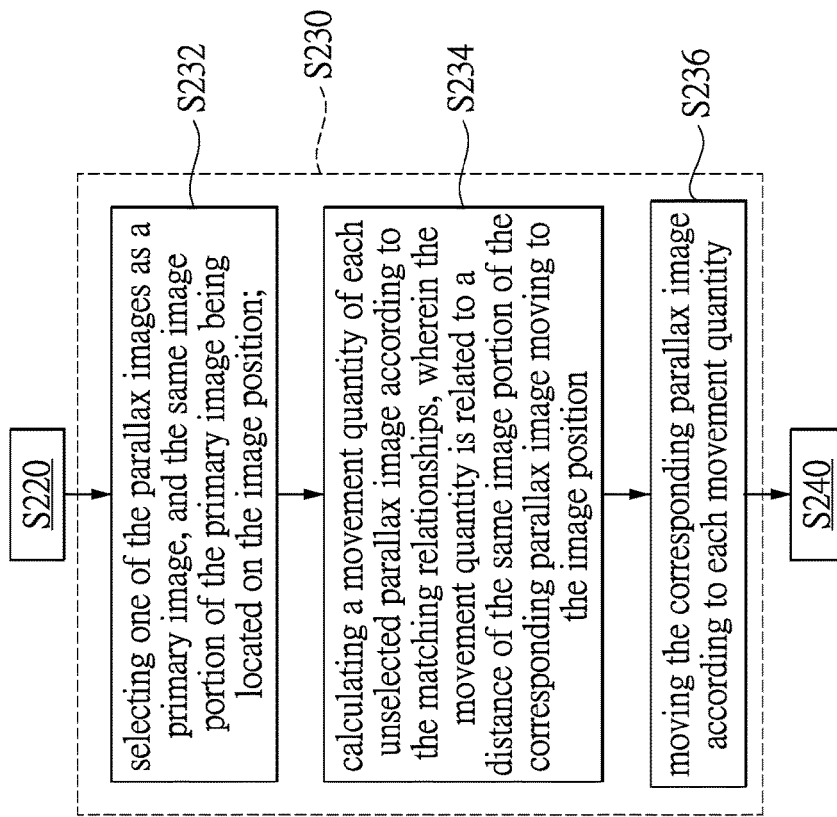 S220
selecting one of the parallax images as a
primary image, and the same image
portion of the primary image being
located on the image position;
S232
S230
calculating a movement quantity of each
unselected parallax image according to
the matching relationships, wherein the
movement quantity is related to a
distance of the same image portion of the
corresponding parallax image moving to
the image position
S234
moving the corresponding parallax image
according to each movement quantity
S236
S240